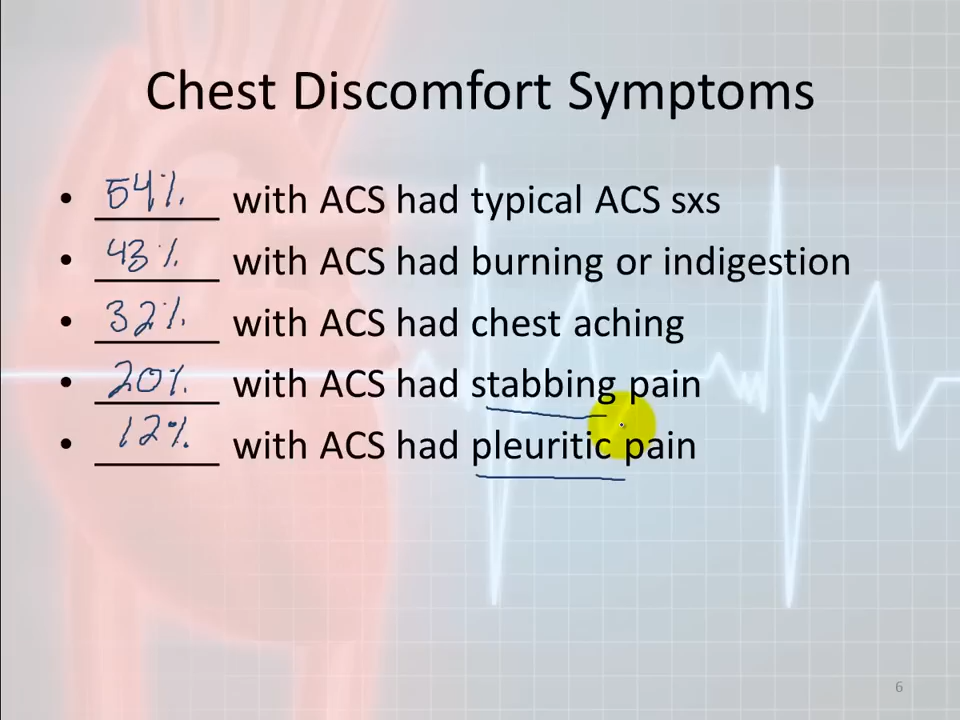 Chest Discomfort Symptoms
• 54% with ACS had typical ACS sxs
• 43% with ACS had burning or indigestion
• 32% with ACS had chest aching
• 20% with ACS had stabbing pain
• 12% with ACS had pleuritic pain
6